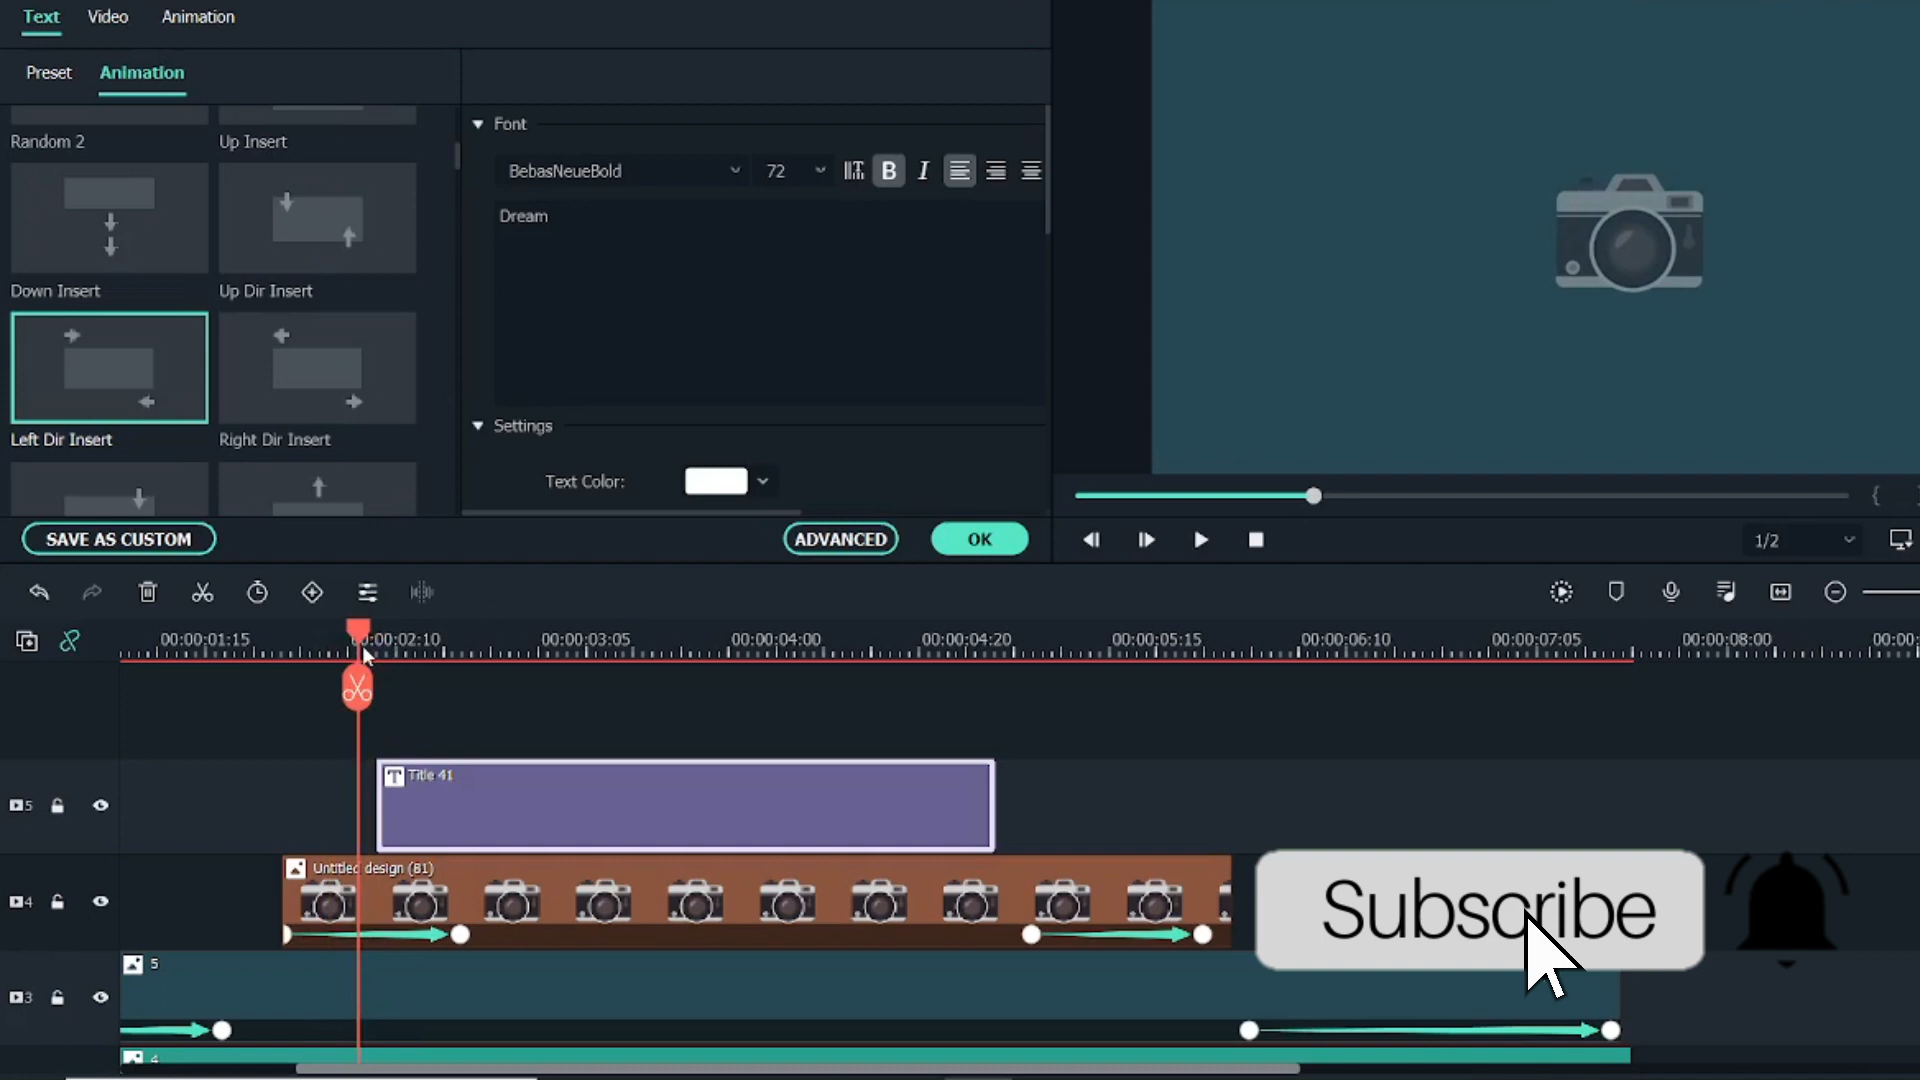 Text Video Animation
Preset Animation
Random 2 Up Insert
Down Insert Up Dir Insert
Left Dir Insert Right Dir Insert
Font
BebasNeueBold 72 B I
Dream
Settings
Text Color:
SAVE AS CUSTOM ADVANCED OK
1/2
00:00:01:15 00:00:02:10 00:00:03:05 00:00:04:00 00:00:04:20 00:00:05:15 00:00:06:10 00:00:07:05 00:00:08:00 00:00:
5 T Title 41
Untitled design (81)
4
Subscribe
5
3
4